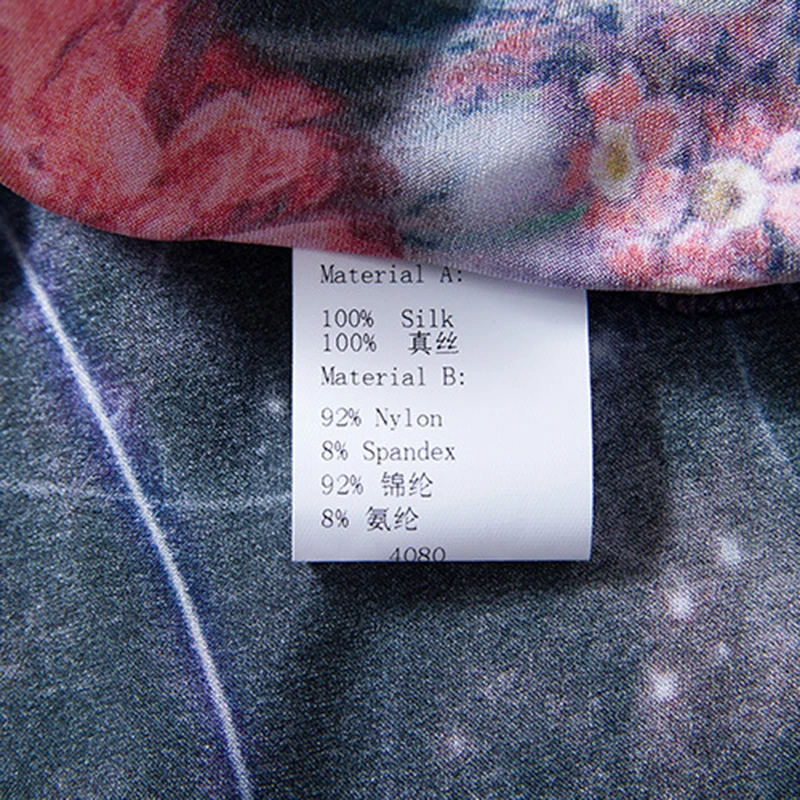 Material A:
100% Silk
100% 真丝
Material B:
92% Nylon
8% Spandex
92% 锦纶
8% 氨纶
4080